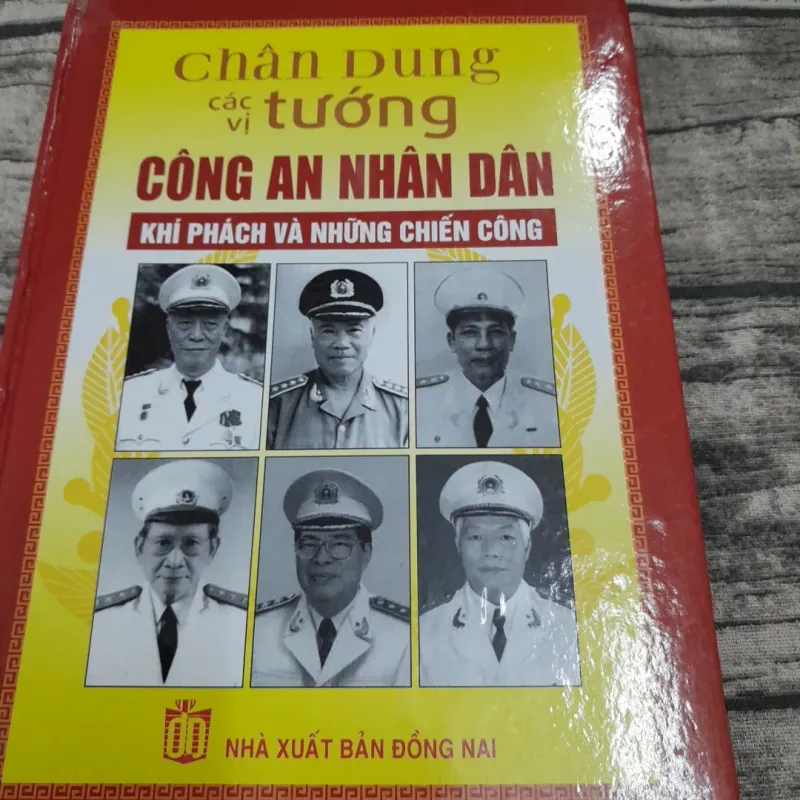 Chân Dung
các vị tướng
CÔNG AN NHÂN DÂN
KHÍ PHÁCH VÀ NHỮNG CHIẾN CÔNG
NHÀ XUẤT BẢN ĐỒNG NAI